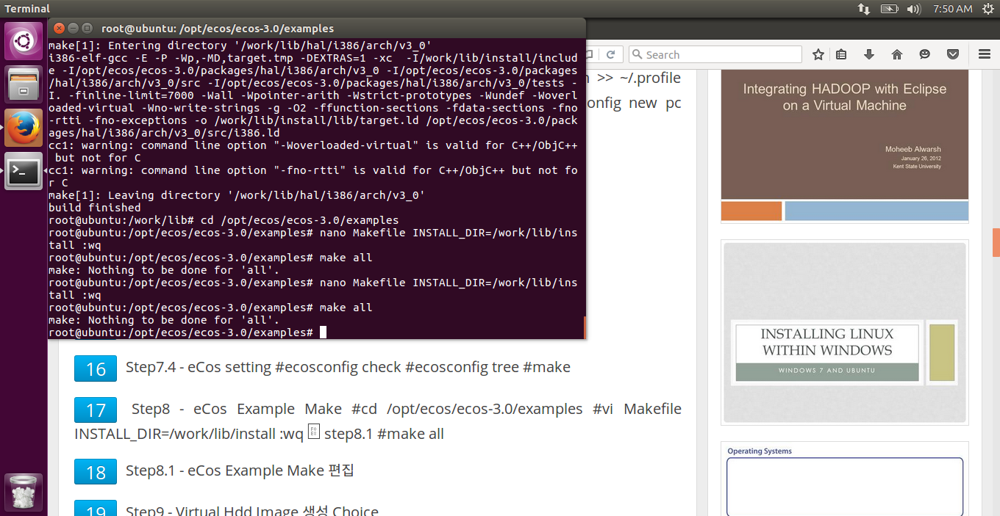 Terminal
7:50 AM
root@ubuntu: /opt/ecos/ecos-3.0/examples
make[1]: Entering directory '/work/lib/hal/i386/arch/v3_0'
i386-elf-gcc -E -P -Wp,-MD,target.tmp -DEXTRAS=1 -xc  -I/work/lib/install/includ
e -I/opt/ecos/ecos-3.0/packages/hal/i386/arch/v3_0 -I/opt/ecos/ecos-3.0/packages
/hal/i386/arch/v3_0/src -I/opt/ecos/ecos-3.0/packages/hal/i386/arch/v3_0/tests -
I. -finline-limit=7000 -Wall -Wpointer-arith -Wstrict-prototypes -Wundef -Woverl
oaded-virtual -Wno-write-strings -g -O2 -ffunction-sections -fdata-sections -fno
-rtti -fno-exceptions -o /work/lib/install/lib/target.ld /opt/ecos/ecos-3.0/pack
ages/hal/i386/arch/v3_0/src/i386.ld
cc1: warning: command line option "-Woverloaded-virtual" is valid for C++/ObjC++
 but not for C
cc1: warning: command line option "-fno-rtti" is valid for C++/ObjC++ but not fo
r C
make[1]: Leaving directory '/work/lib/hal/i386/arch/v3_0'
build finished
root@ubuntu:/work/lib# cd /opt/ecos/ecos-3.0/examples
root@ubuntu:/opt/ecos/ecos-3.0/examples# nano Makefile INSTALL_DIR=/work/lib/ins
tall :wq
root@ubuntu:/opt/ecos/ecos-3.0/examples# make all
make: Nothing to be done for 'all'.
root@ubuntu:/opt/ecos/ecos-3.0/examples# nano Makefile INSTALL_DIR=/work/lib/ins
tall :wq
root@ubuntu:/opt/ecos/ecos-3.0/examples# make all
make: Nothing to be done for 'all'.
root@ubuntu:/opt/ecos/ecos-3.0/examples#
Search
>> ~/.profile
onfig new pc
16 Step7.4 - eCos setting #ecosconfig check #ecosconfig tree #make
17 Step8 - eCos Example Make #cd /opt/ecos/ecos-3.0/examples #vi Makefile
INSTALL_DIR=/work/lib/install :wq step8.1 #make all
18 Step8.1 - eCos Example Make 편집
19 Step9 - Virtual Hdd Image 생성 Choice
Integrating HADOOP with Eclipse
on a Virtual Machine
Moheeb Alwarsh
January 26, 2012
Kent State University
INSTALLING LINUX
WITHIN WINDOWS
WINDOWS 7 AND UBUNTU
Operating Systems